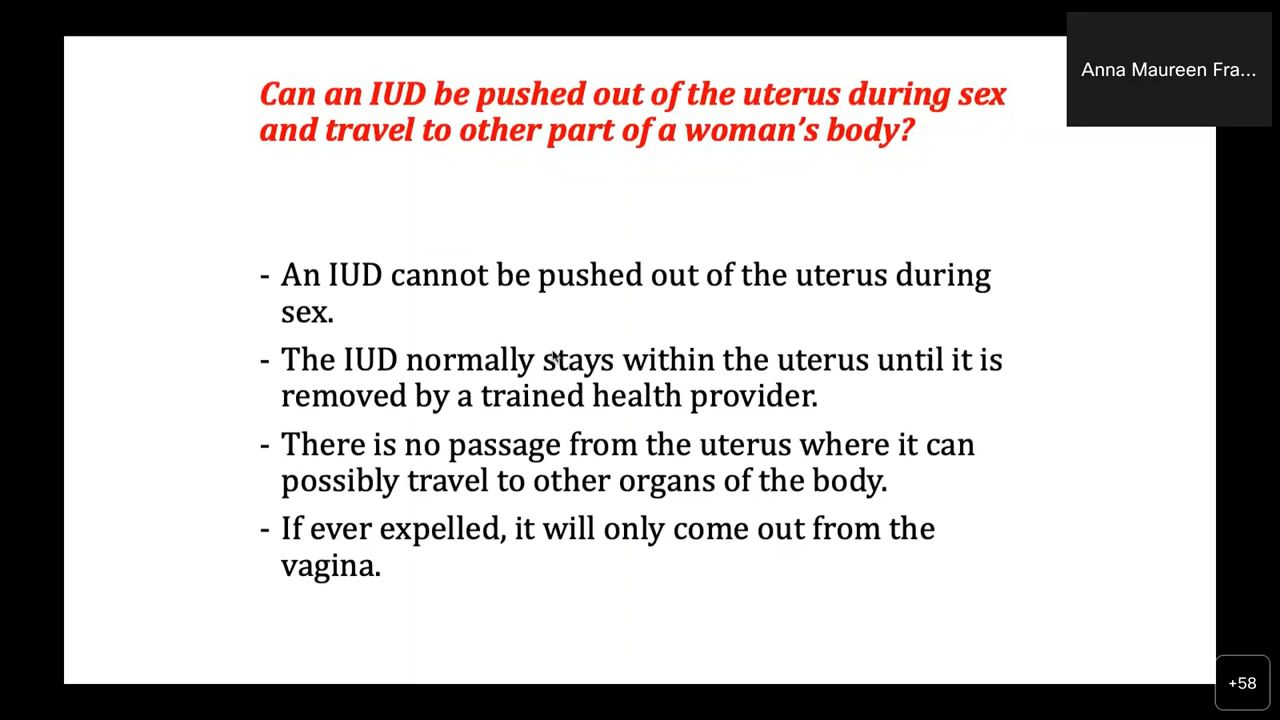 Can an IUD be pushed out of the uterus during sex
and travel to other part of a woman's body?
Anna Maureen Fra...
- An IUD cannot be pushed out of the uterus during
sex.
- The IUD normally stays within the uterus until it is
removed by a trained health provider.
- There is no passage from the uterus where it can
possibly travel to other organs of the body.
- If ever expelled, it will only come out from the
vagina.
+58